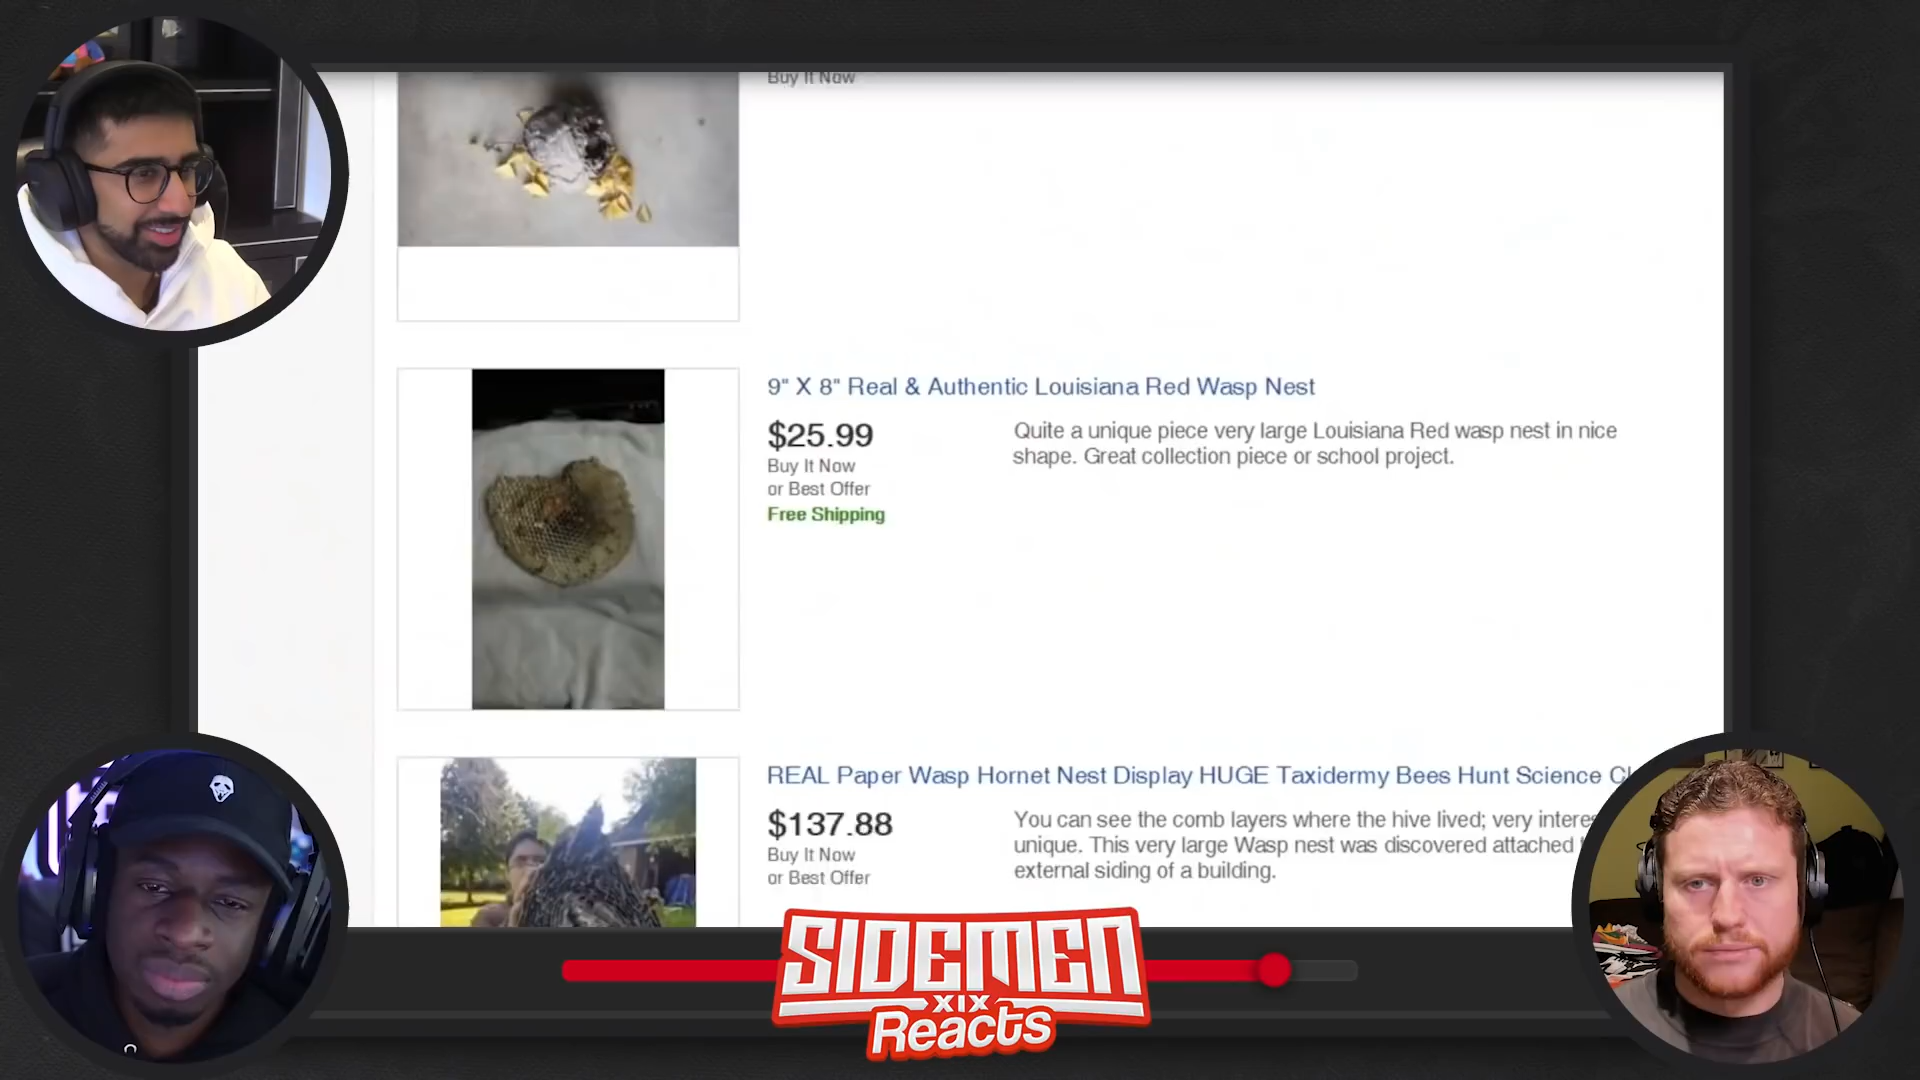 Buy It Now
9" X 8" Real & Authentic Louisiana Red Wasp Nest
$25.99
Buy It Now
or Best Offer
Free Shipping
Quite a unique piece very large Louisiana Red wasp nest in nice
shape. Great collection piece or school project.
REAL Paper Wasp Hornet Nest Display HUGE Taxidermy Bees Hunt Science
$137.88
Buy It Now
or Best Offer
You can see the comb layers where the hive lived; very
unique. This very large Wasp nest was discovered attached
external siding of a building.
SIDEMEN
XIX
Reacts